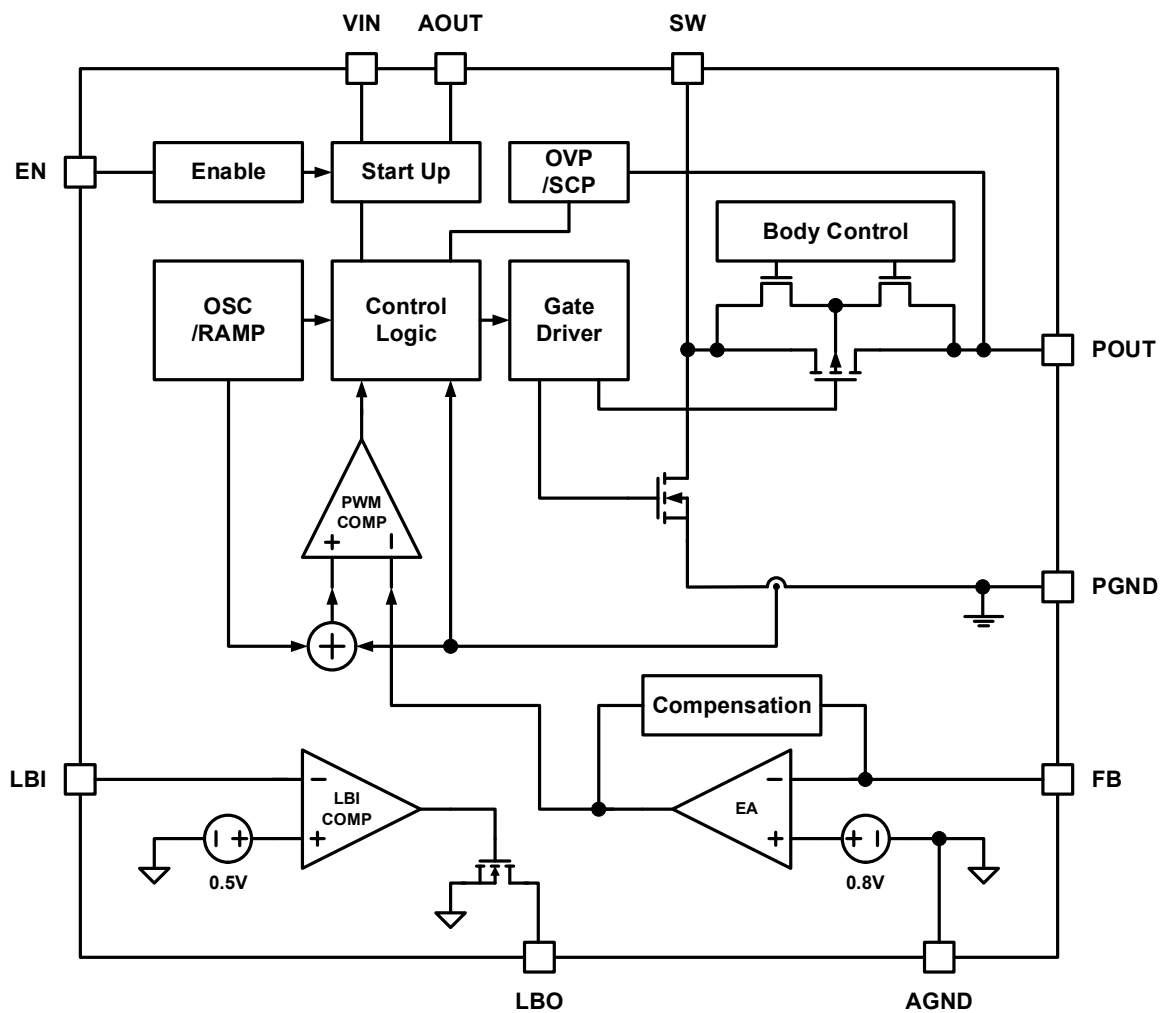 VIN
AOUT
SW
EN
Enable
Start Up
OVP
/SCP
Body Control
OSC
/RAMP
Control
Logic
Gate
Driver
POUT
PWM
COMP
+
−
PGND
+
Compensation
LBI
−
LBI
COMP
+
−
+
0.5V
−
EA
+
+
−
0.8V
FB
LBO
AGND